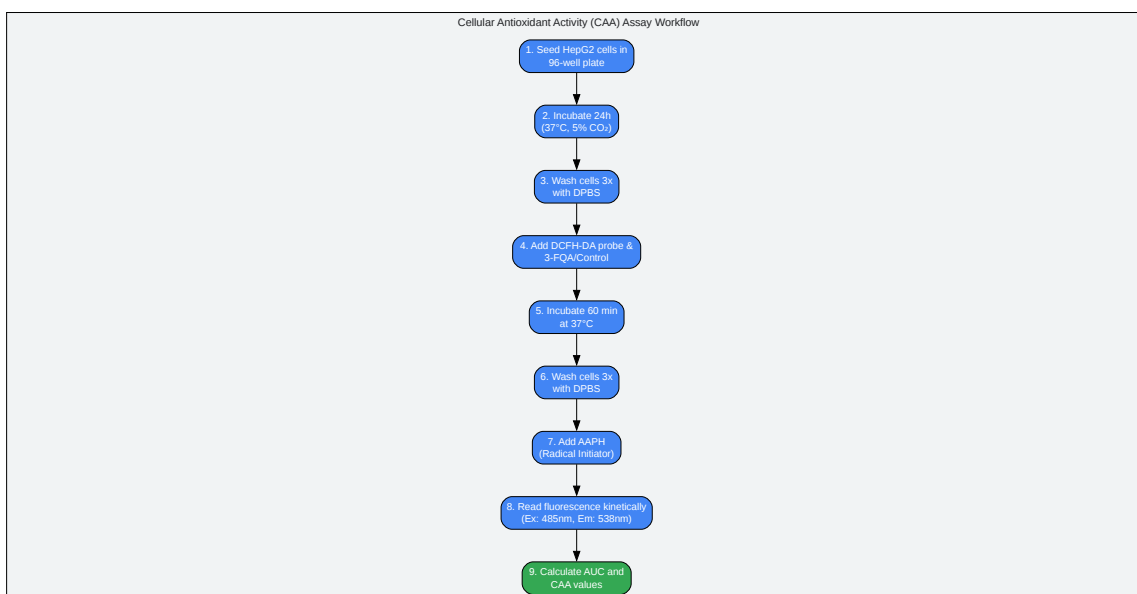 Cellular Antioxidant Activity (CAA) Assay Workflow
1. Seed HepG2 cells in
96-well plate
2. Incubate 24h
(37°C, 5% CO₂)
3. Wash cells 3x
with DPBS
4. Add DCFH-DA probe &
3-FQA/Control
5. Incubate 60 min
at 37°C
6. Wash cells 3x
with DPBS
7. Add AAPH
(Radical Initiator)
8. Read fluorescence kinetically
(Ex: 485nm, Em: 538nm)
9. Calculate AUC and
CAA values